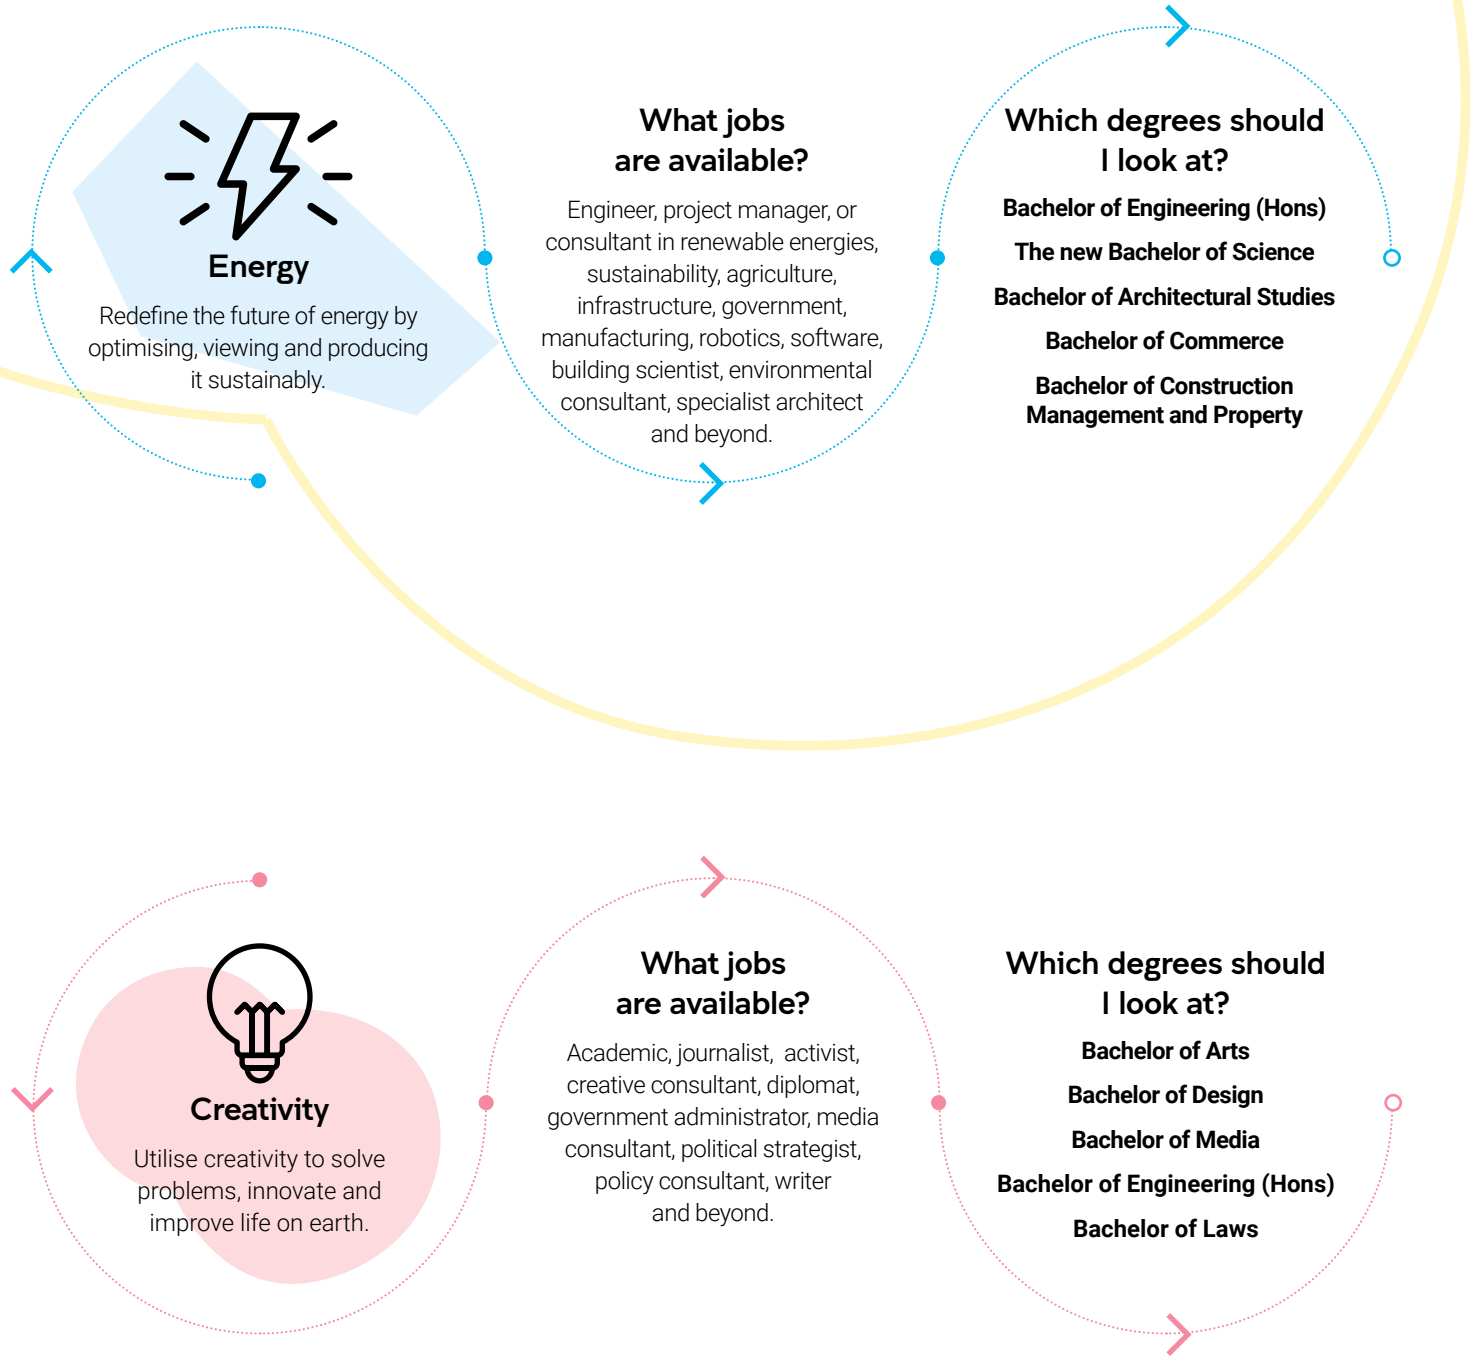 Energy
Redefine the future of energy by
optimising, viewing and producing
it sustainably.
What jobs
are available?
Engineer, project manager, or
consultant in renewable energies,
sustainability, agriculture,
infrastructure, government,
manufacturing, robotics, software,
building scientist, environmental
consultant, specialist architect
and beyond.
Which degrees should
I look at?
Bachelor of Engineering (Hons)
The new Bachelor of Science
Bachelor of Architectural Studies
Bachelor of Commerce
Bachelor of Construction
Management and Property
Creativity
Utilise creativity to solve
problems, innovate and
improve life on earth.
What jobs
are available?
Academic, journalist,  activist,
creative consultant, diplomat,
government administrator, media
consultant, political strategist,
policy consultant, writer
and beyond.
Which degrees should
I look at?
Bachelor of Arts
Bachelor of Design
Bachelor of Media
Bachelor of Engineering (Hons)
Bachelor of Laws